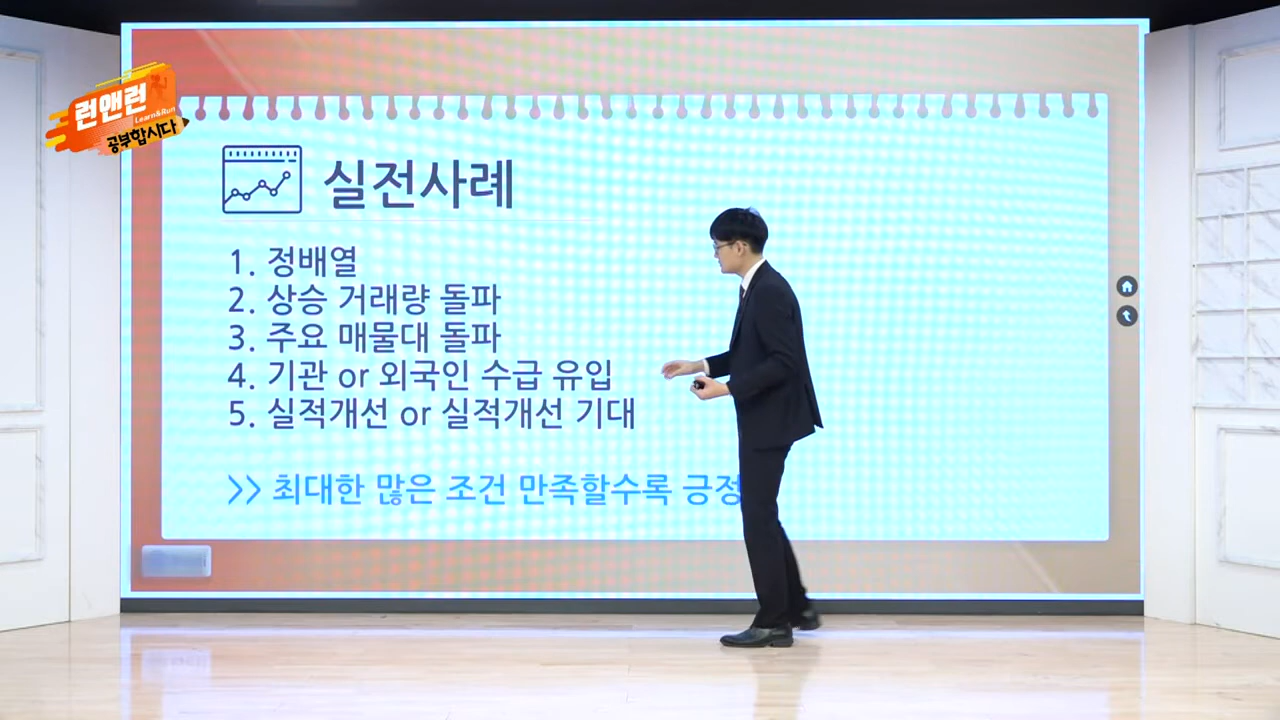 런앤런
Learn&Run
공부합시다
실전사례
1. 정배열
2. 상승 거래량 돌파
3. 주요 매물대 돌파
4. 기관 or 외국인 수급 유입
5. 실적개선 or 실적개선 기대
>> 최대한 많은 조건 만족할수록 긍정